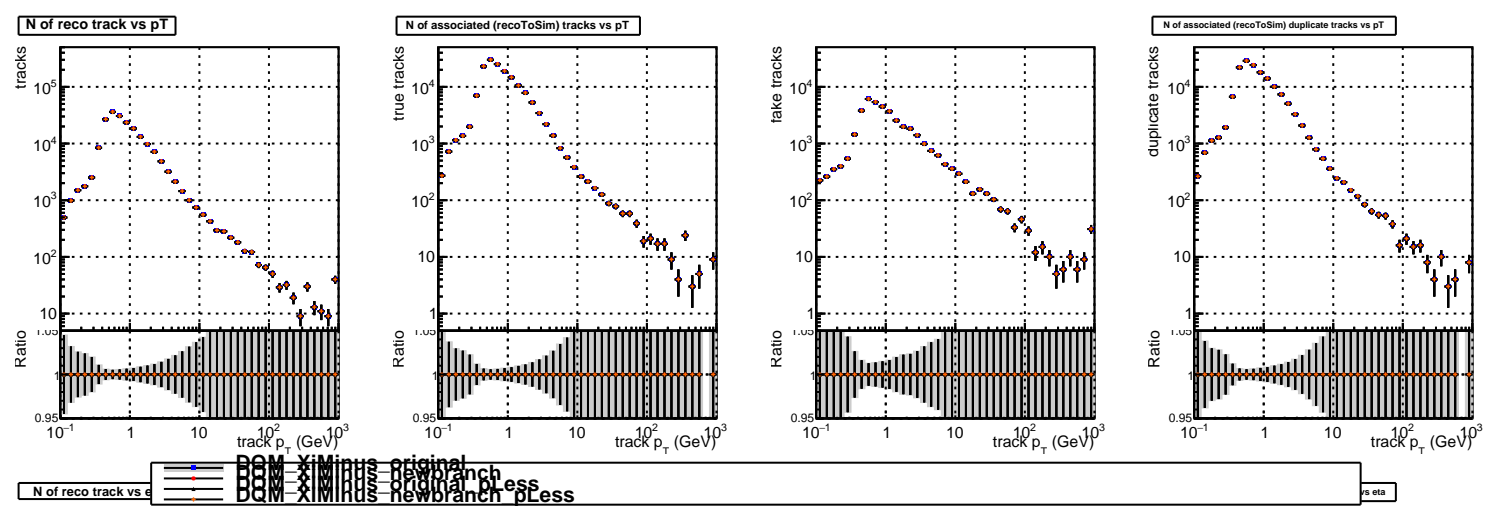 N of reco track vs pT
N of associated (recoToSim) tracks vs pT
N of associated (recoToSim) duplicate tracks vs pT
tracks
10^5
10^4
10^3
10^2
10
Ratio
1.05
1
0.95
10^-1 1 10 10^2 10^3
track p_T (GeV)
true tracks
10^4
10^3
10^2
10
1
Ratio
1.05
1
0.95
10^-1 1 10 10^2 10^3
track p_T (GeV)
fake tracks
10^4
10^3
10^2
10
1
Ratio
1.05
1
0.95
10^-1 1 10 10^2 10^3
track p_T (GeV)
duplicate tracks
10^4
10^3
10^2
10
1
Ratio
1.05
1
0.95
10^-1 1 10 10^2 10^3
track p_T (GeV)
DQM_XiMinus_original
DQM_XiMinus_newbranch
DQM_XiMinus_original_pLess
DQM_XiMinus_newbranch_pLess
N of reco track vs e
vs eta